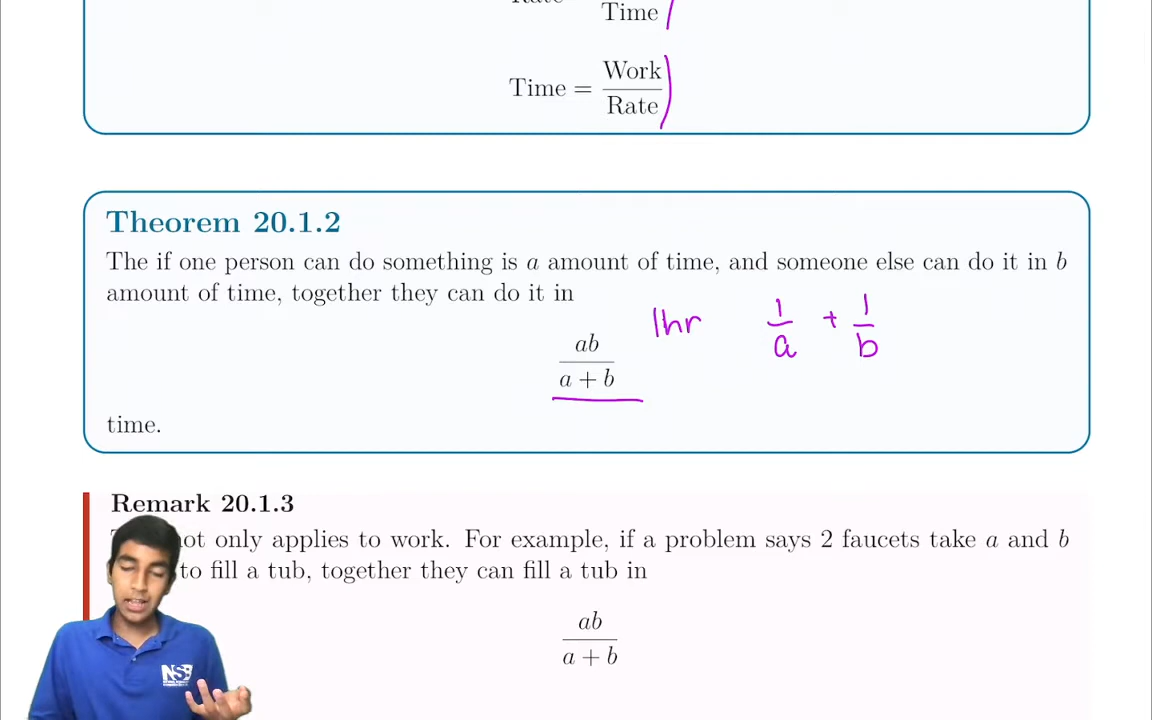 Time
Time = Work
Rate
Theorem 20.1.2
The if one person can do something is a amount of time, and someone else can do it in b
amount of time, together they can do it in
ab
a + b
1hr 1/a + 1/b
time.
Remark 20.1.3
not only applies to work. For example, if a problem says 2 faucets take a and b
to fill a tub, together they can fill a tub in
ab
a + b
NSB